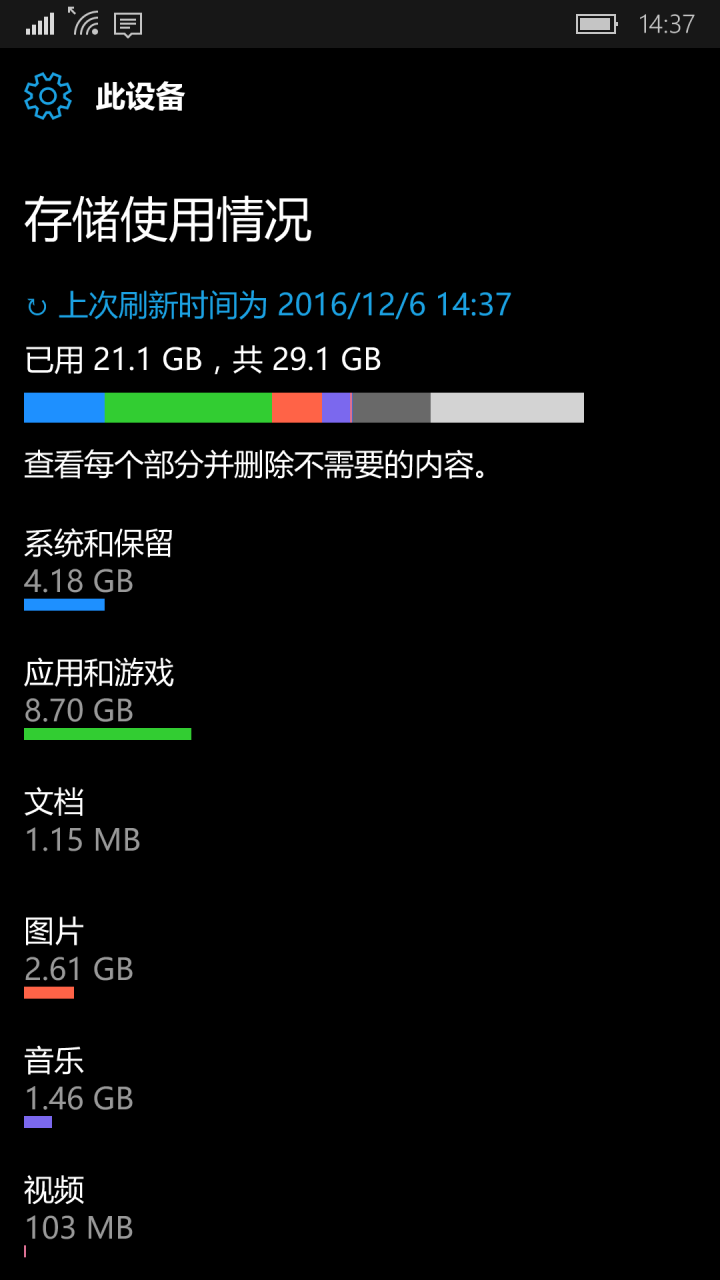 14:37
此设备
存储使用情况
上次刷新时间为 2016/12/6 14:37
已用 21.1 GB，共 29.1 GB
查看每个部分并删除不需要的内容。
系统和保留
4.18 GB
应用和游戏
8.70 GB
文档
1.15 MB
图片
2.61 GB
音乐
1.46 GB
视频
103 MB